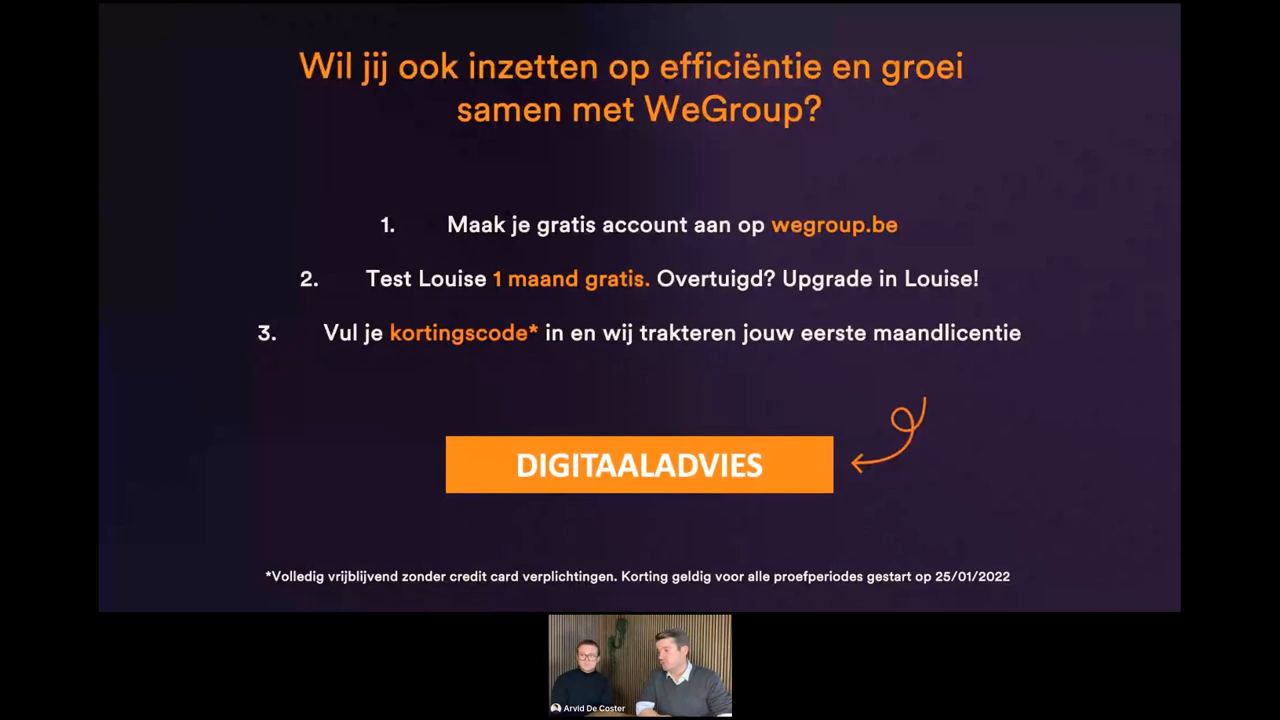 Wil jij ook inzetten op efficiëntie en groei
samen met WeGroup?
1. Maak je gratis account aan op wegroup.be
2. Test Louise 1 maand gratis. Overtuigd? Upgrade in Louise!
3. Vul je kortingscode* in en wij trakteren jouw eerste maandlicentie
DIGITAALADVIES
*Volledig vrijblijvend zonder credit card verplichtingen. Korting geldig voor alle proefperiodes gestart op 25/01/2022
Arvid De Coster